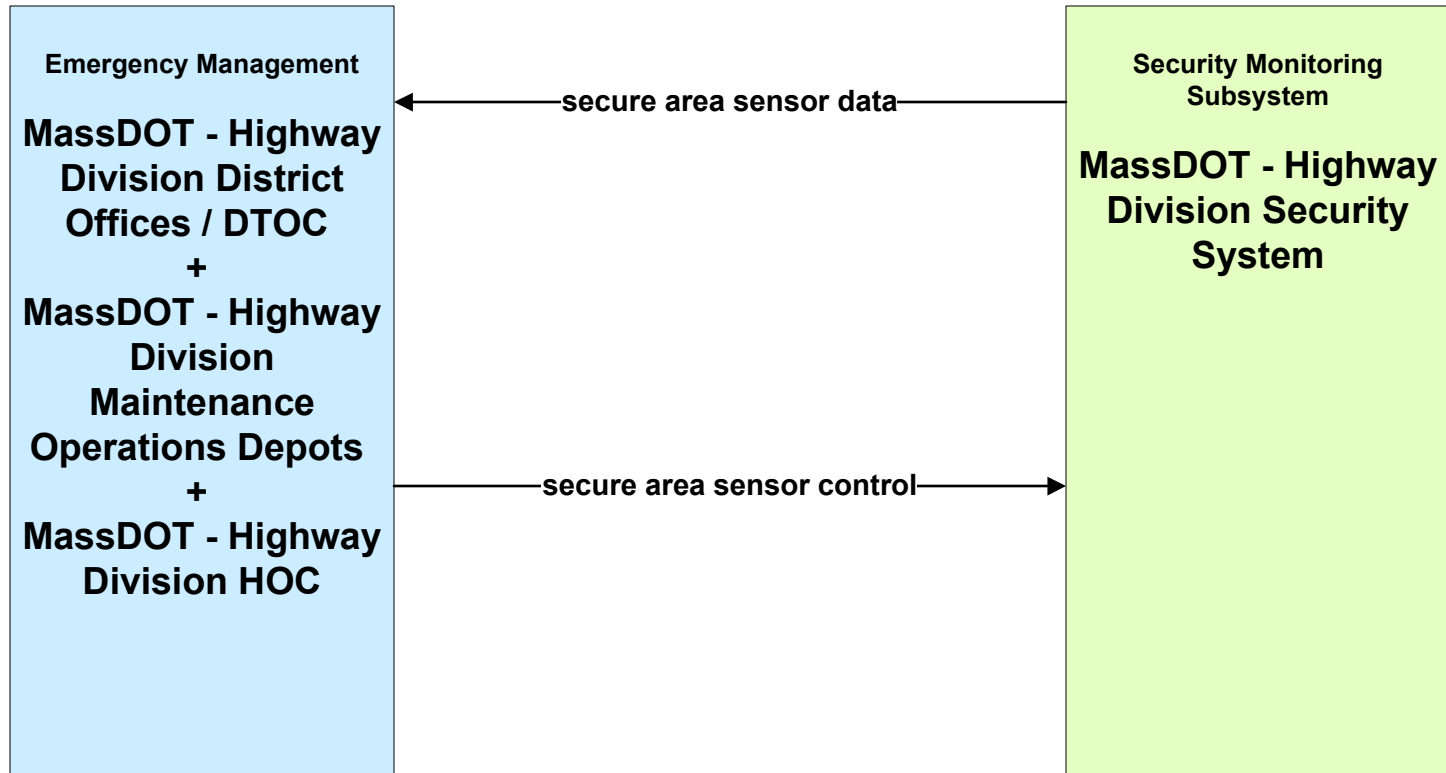 Emergency Management
MassDOT - Highway
Division District
Offices / DTOC
+
MassDOT - Highway
Division
Maintenance
Operations Depots
+
MassDOT - Highway
Division HOC
secure area sensor data
secure area sensor control
Security Monitoring
Subsystem
MassDOT - Highway
Division Security
System